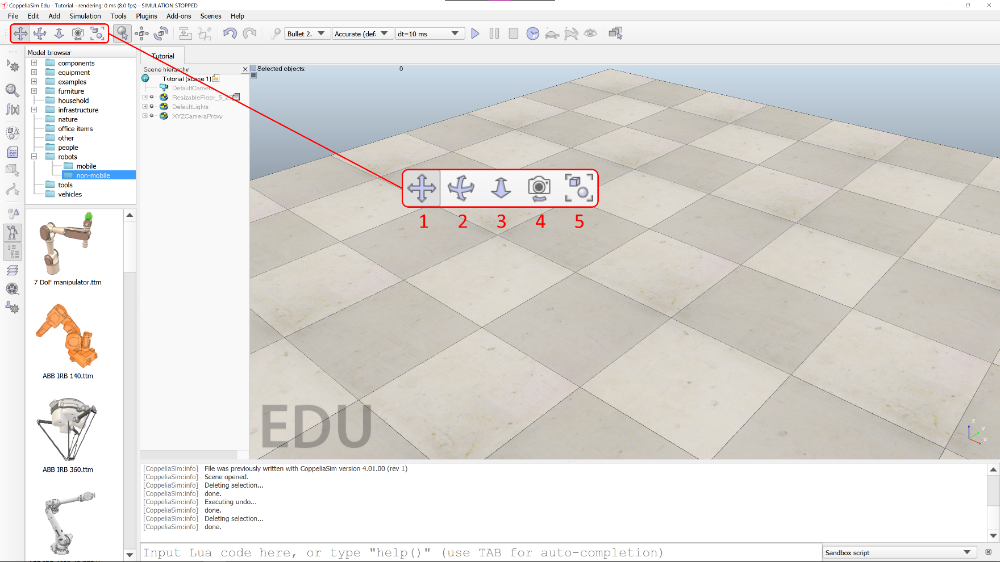 CoppeliaSim Edu - Tutorial - rendering: 0 ms (8.0 fps) - SIMULATION STOPPED
File Edit Add Simulation Tools Plugins Add-ons Scenes Help
Bullet 2. Accurate (def: dt=10 ms
Model browser
components
equipment
examples
furniture
household
infrastructure
nature
office items
other
people
robots
mobile
non-mobile
tools
vehicles
7 DoF manipulator.ttm
ABB IRB 140.ttm
ABB IRB 360.ttm
Tutorial
Scene hierarchy
Tutorial (scene 1)
DefaultCamera
ResizableFloor_5_25
DefaultLights
XYZCameraProxy
f(x)
Selected objects: 0
1 2 3 4 5
EDU
z
y
x
[CoppeliaSim:info] File was previously written with CoppeliaSim version 4.01.00 (rev 1)
[CoppeliaSim:info] Scene opened.
[CoppeliaSim:info] Deleting selection...
[CoppeliaSim:info] done.
[CoppeliaSim:info] Executing undo...
[CoppeliaSim:info] done.
[CoppeliaSim:info] Deleting selection...
[CoppeliaSim:info] done.
Input Lua code here, or type "help()" (use TAB for auto-completion)
Sandbox script